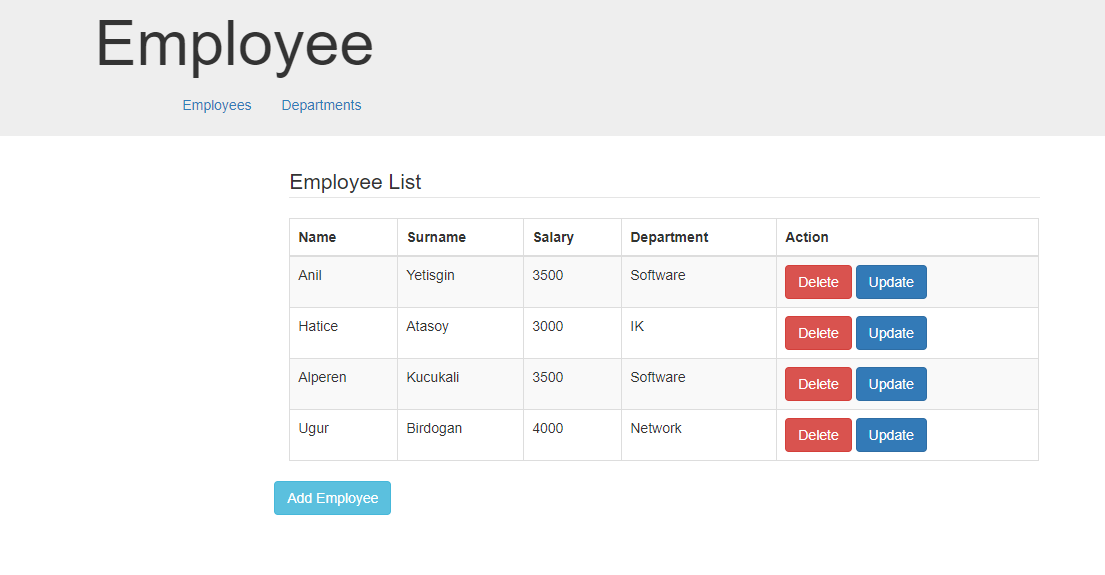 Employee
Employees Departments
Employee List
Name Surname Salary Department Action
Anil Yetisgin 3500 Software Delete Update
Hatice Atasoy 3000 IK Delete Update
Alperen Kucukali 3500 Software Delete Update
Ugur Birdogan 4000 Network Delete Update
Add Employee